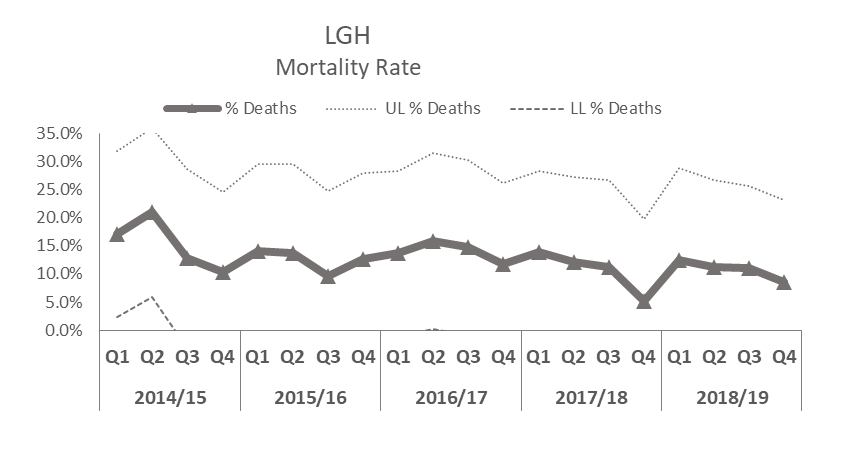 LGH
Mortality Rate
% Deaths UL % Deaths LL % Deaths
35.0%
30.0%
25.0%
20.0%
15.0%
10.0%
5.0%
0.0%
Q1 Q2 Q3 Q4 Q1 Q2 Q3 Q4 Q1 Q2 Q3 Q4 Q1 Q2 Q3 Q4 Q1 Q2 Q3 Q4
2014/15 2015/16 2016/17 2017/18 2018/19